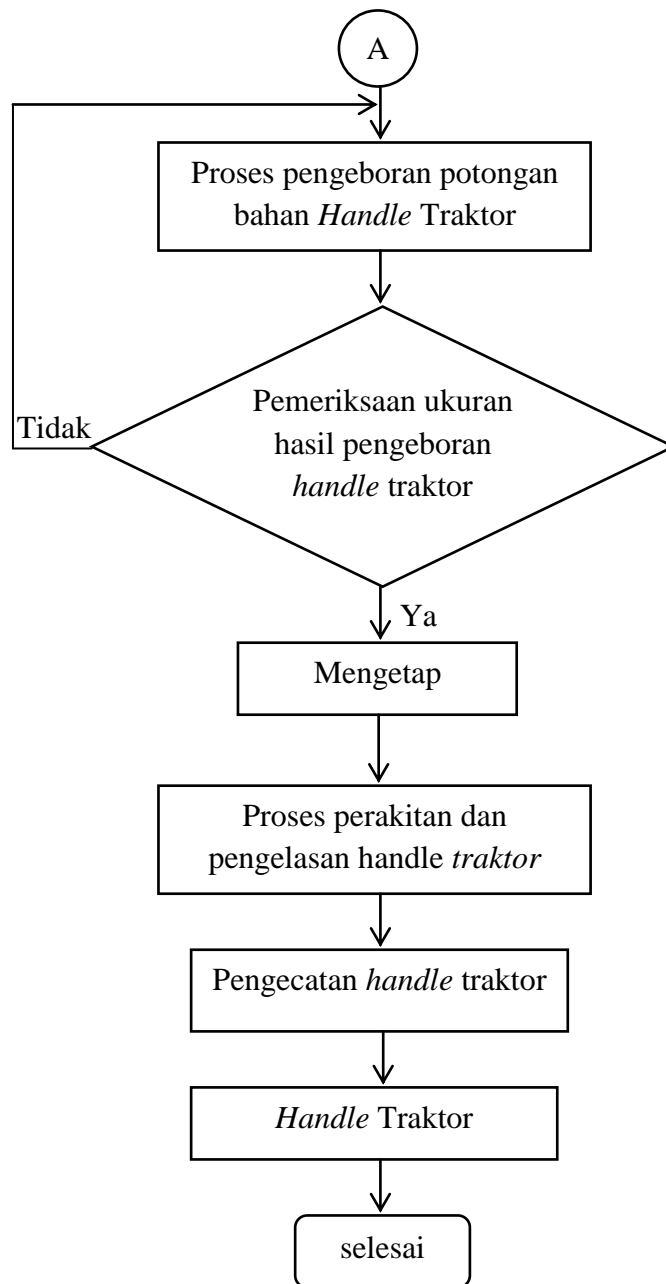 A
Proses pengeboran potongan
bahan Handle Traktor
Pemeriksaan ukuran
hasil pengeboran
handle traktor
Tidak
Ya
Mengetap
Proses perakitan dan
pengelasan handle traktor
Pengecatan handle traktor
Handle Traktor
selesai